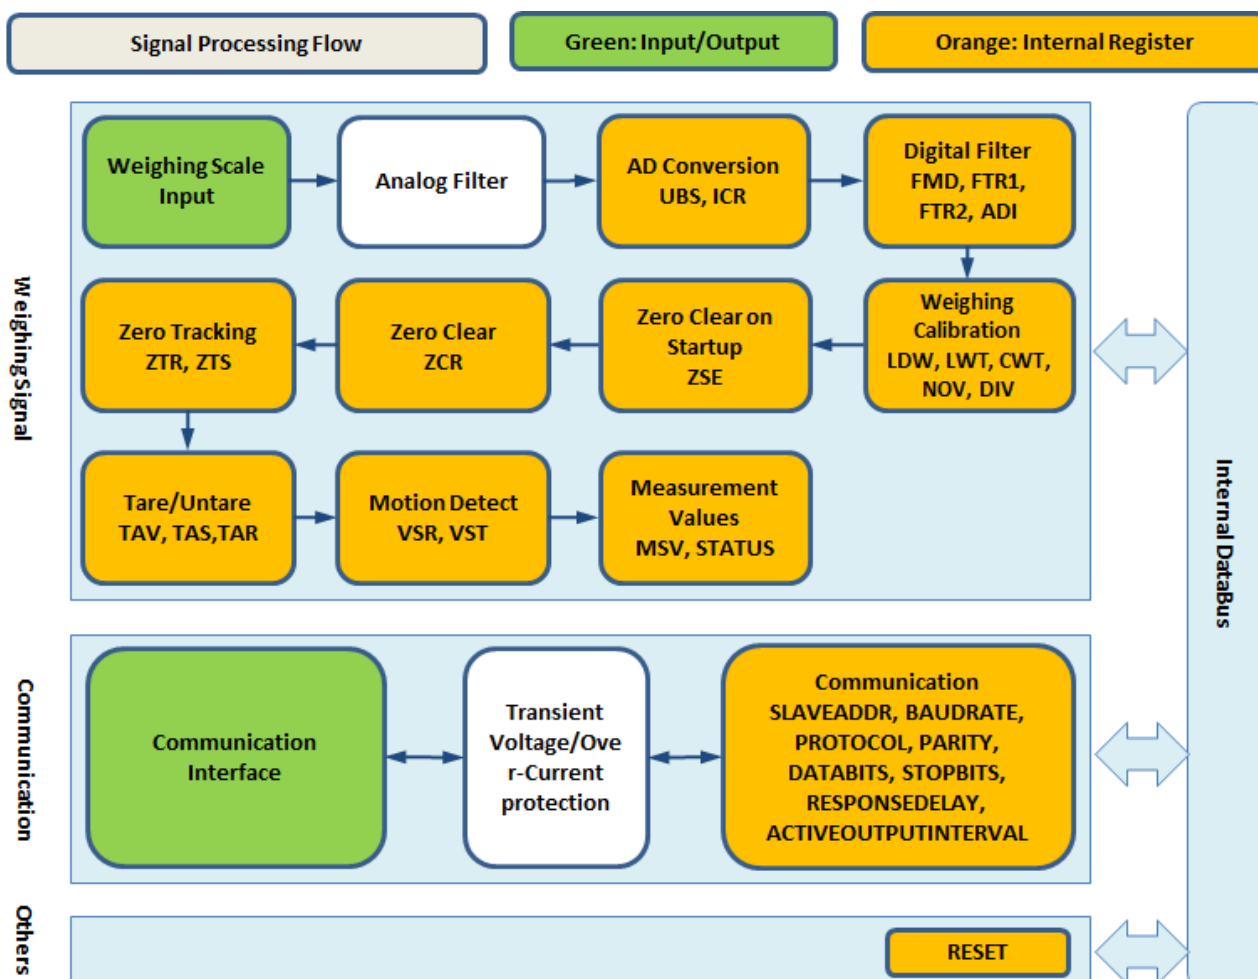 Signal Processing Flow
Green: Input/Output
Orange: Internal Register
WeighingSignal
Weighing Scale
Input
Analog Filter
AD Conversion
UBS, ICR
Digital Filter
FMD, FTR1,
FTR2, ADI
Zero Tracking
ZTR, ZTS
Zero Clear
ZCR
Zero Clear on
Startup
ZSE
Weighing
Calibration
LDW, LWT, CWT,
NOV, DIV
Tare/Untare
TAV, TAS,TAR
Motion Detect
VSR, VST
Measurement
Values
MSV, STATUS
Internal DataBus
Communication
Communication
Interface
Transient
Voltage/Ove
r-Current
protection
Communication
SLAVEADDR, BAUDRATE,
PROTOCOL, PARITY,
DATABITS, STOPBITS,
RESPONSEDELAY,
ACTIVEOUTPUTINTERVAL
Others
RESET